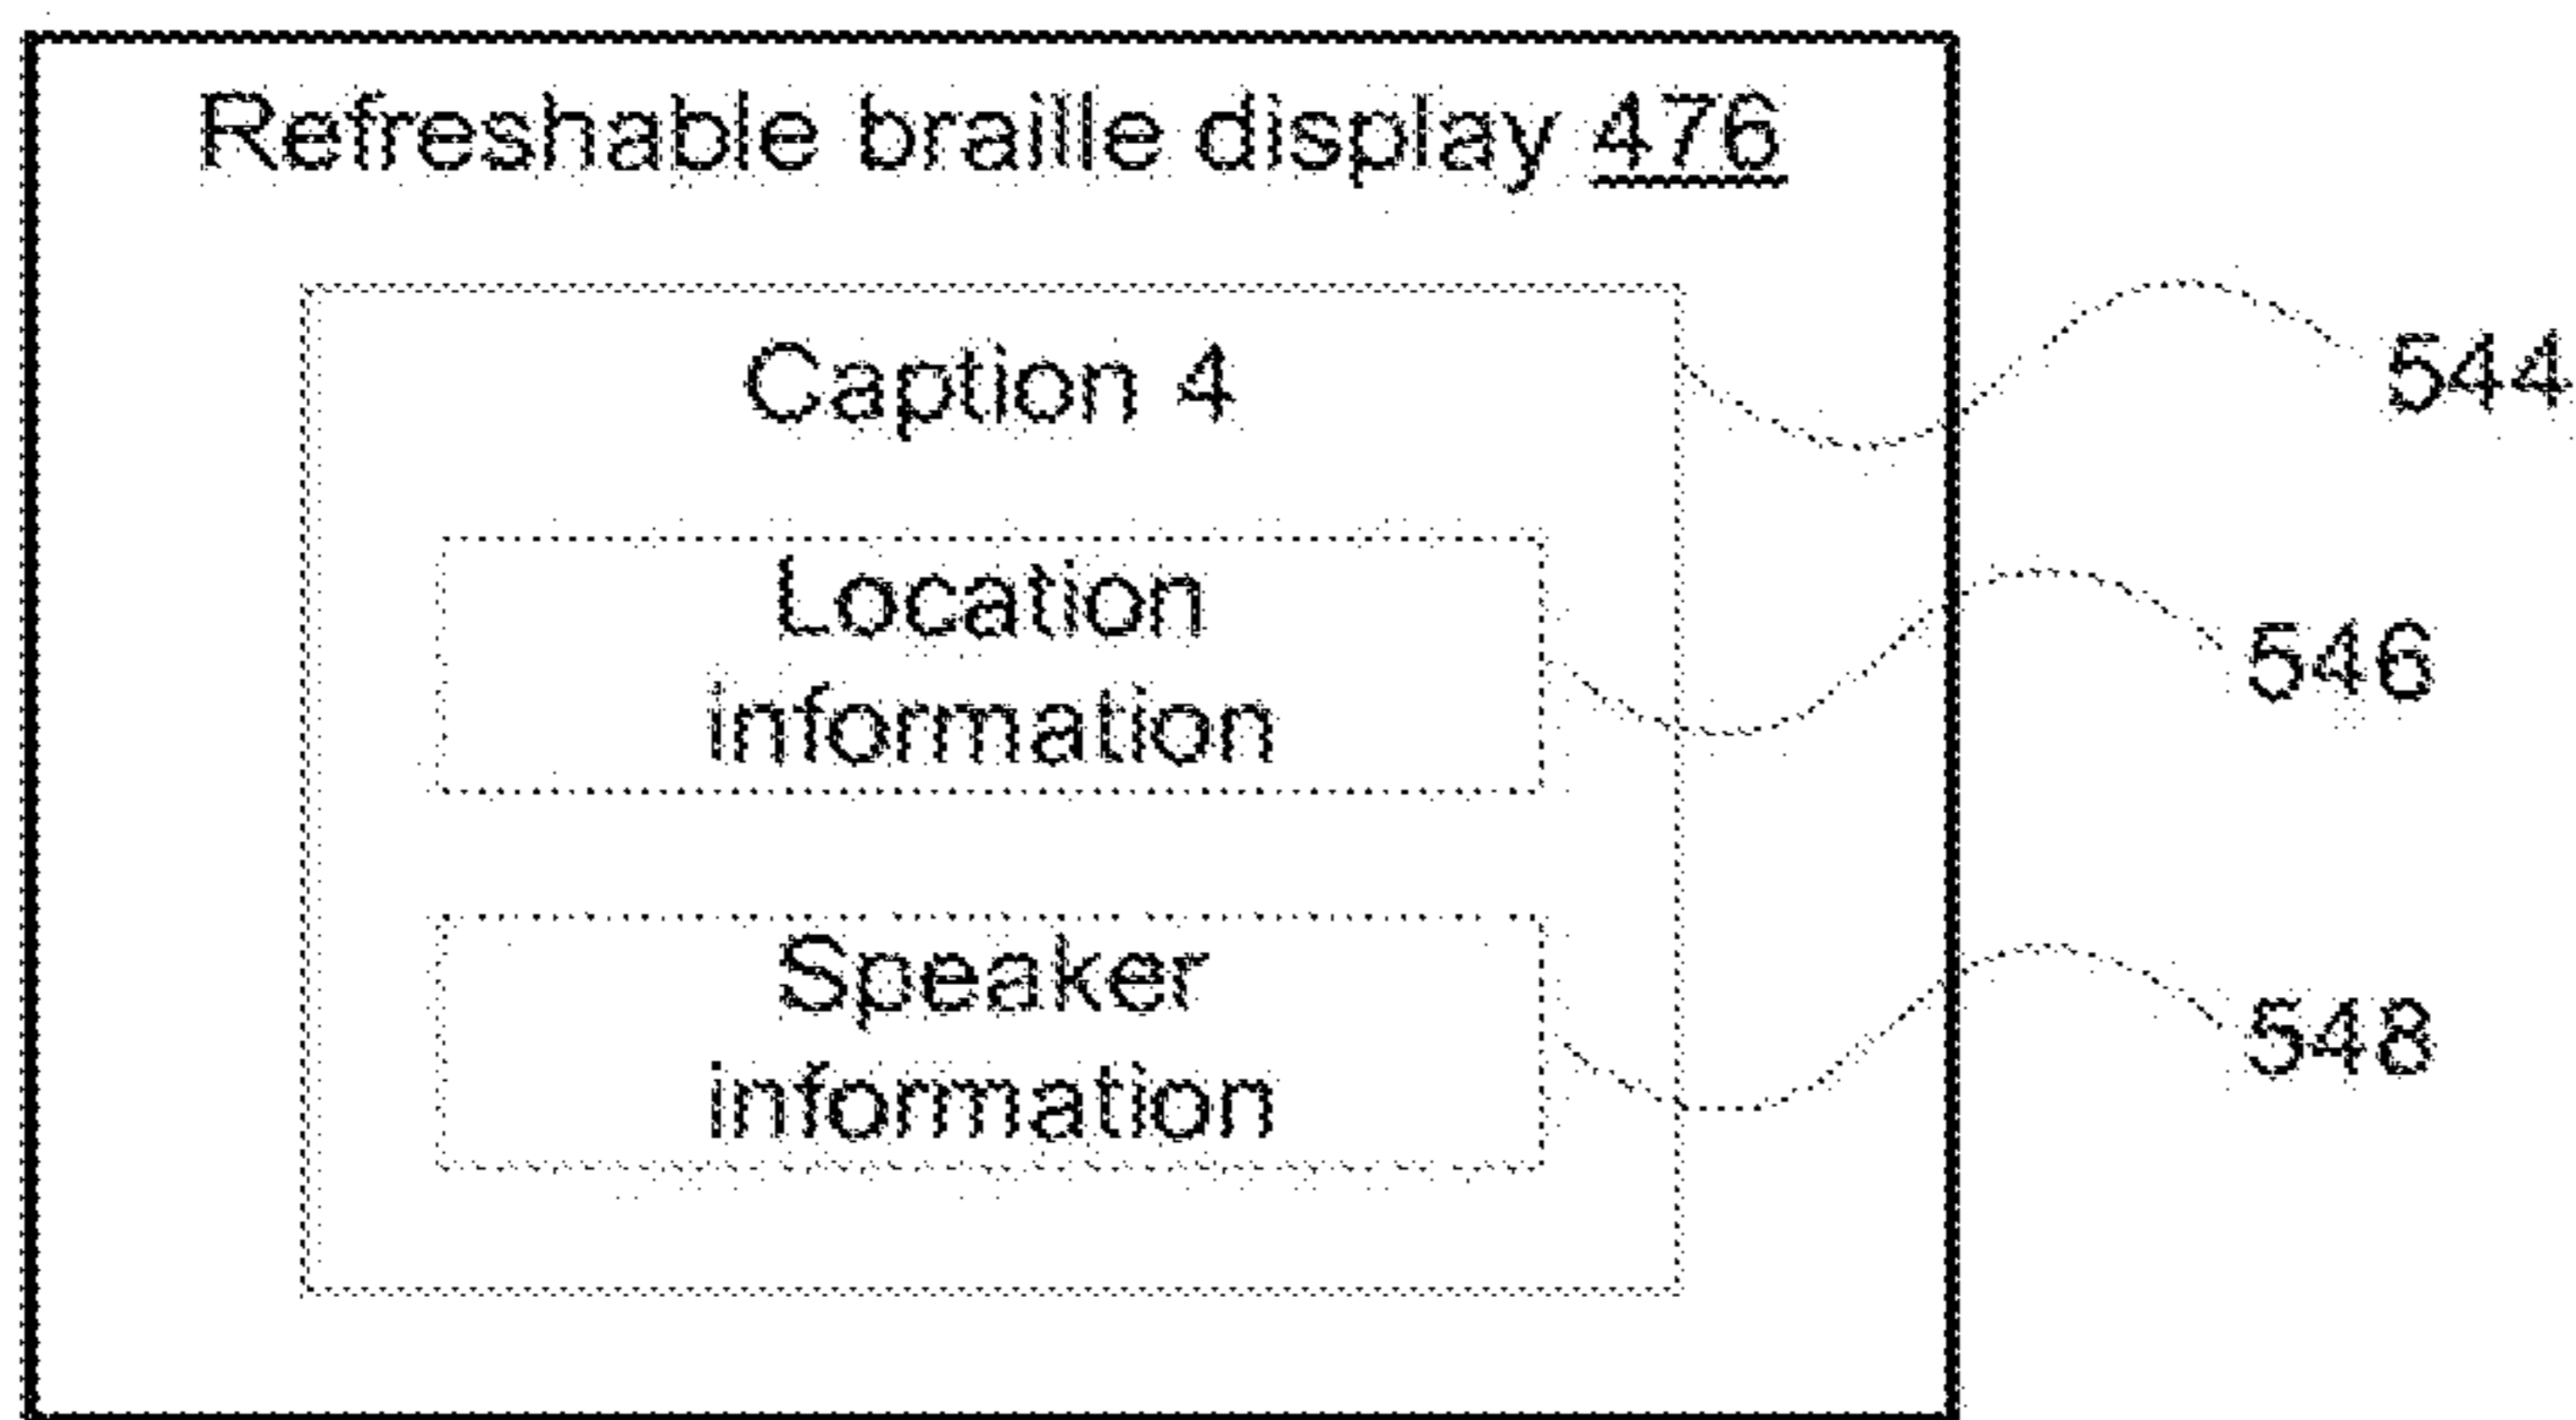 Refreshable braille display 476
Caption 4
544
Location
information
546
Speaker
information
548